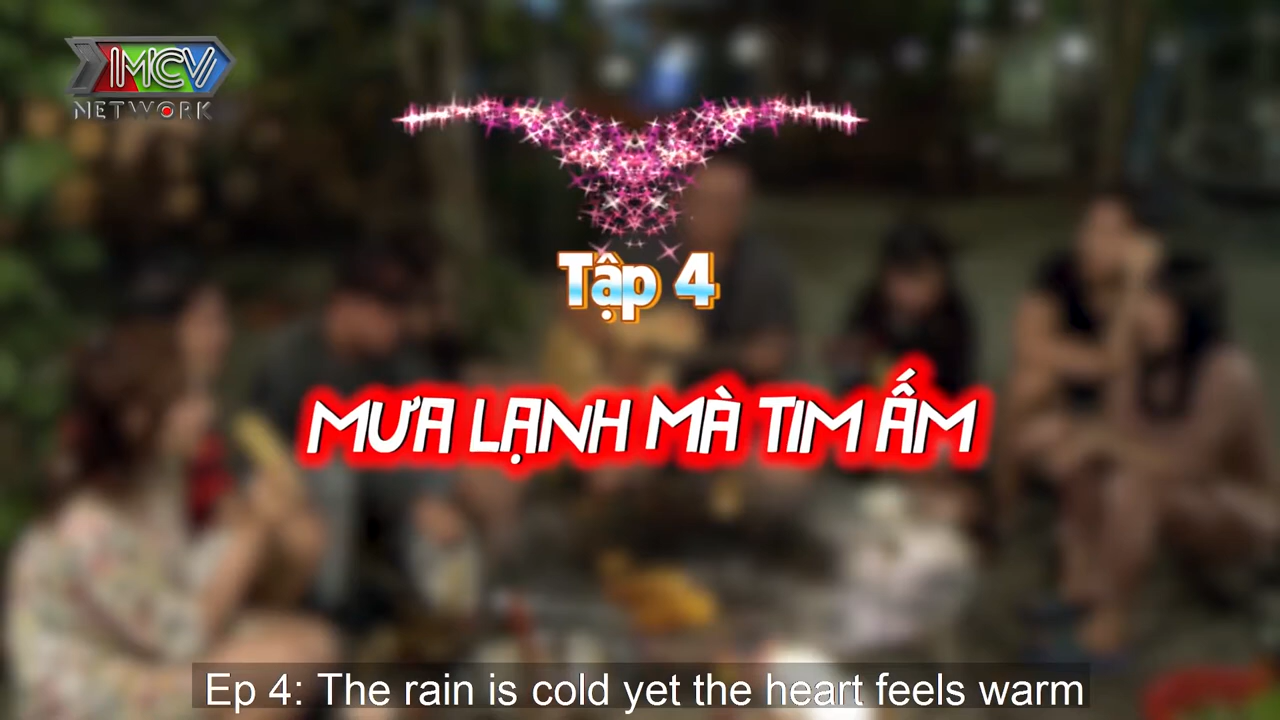 MCV
NETWORK
Tập 4
MƯA LẠNH MÀ TIM ẤM
Ep 4: The rain is cold yet the heart feels warm